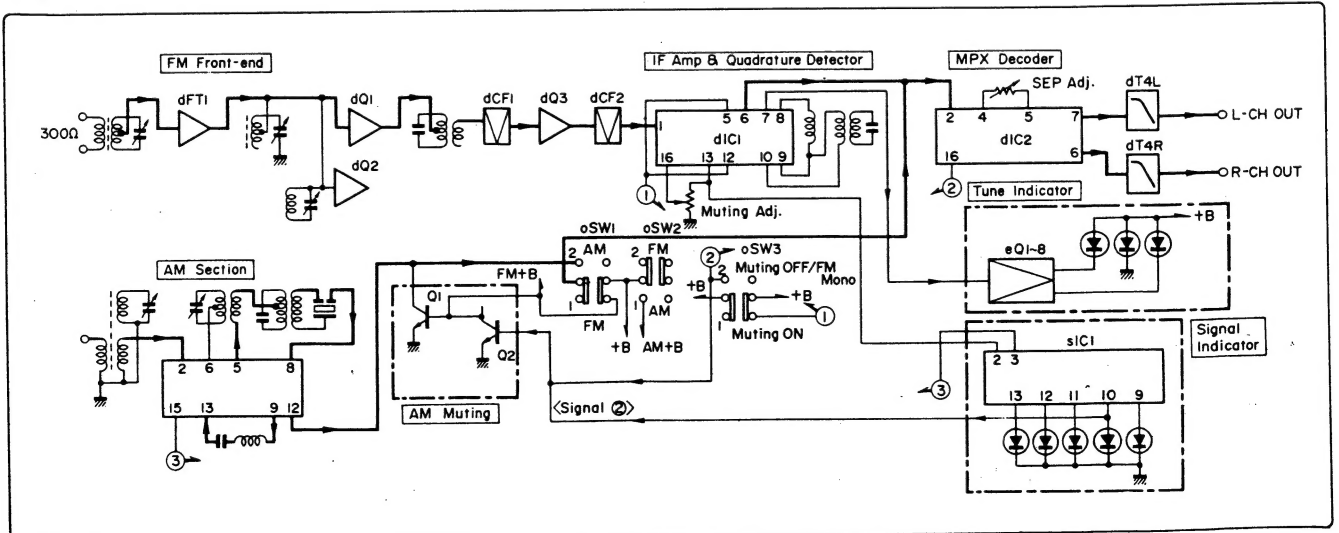 FM Front-end
IF Amp & Quadrature Detector
MPX Decoder
300Ω
dFT1
dQ1
dQ2
dCF1
dQ3
dCF2
1
5
6
7
8
dIC1
16
13
12
10
9
1
Muting Adj.
SEP Adj.
2
4
5
7
dIC2
16
6
2
dT4L
L-CH OUT
dT4R
R-CH OUT
Tune Indicator
eQ1~8
+B
AM Section
2
6
5
8
15
13
9
12
3
Q1
Q2
AM Muting
FM+B
oSW1
oSW2
2
AM
2
FM
1
FM
1
AM
+B
AM+B
2
oSW3
2
Muting OFF/FM
Mono
+B
+B
1
Muting ON
1
<Signal ②>
Signal
Indicator
sIC1
2
3
3
13
12
11
10
9